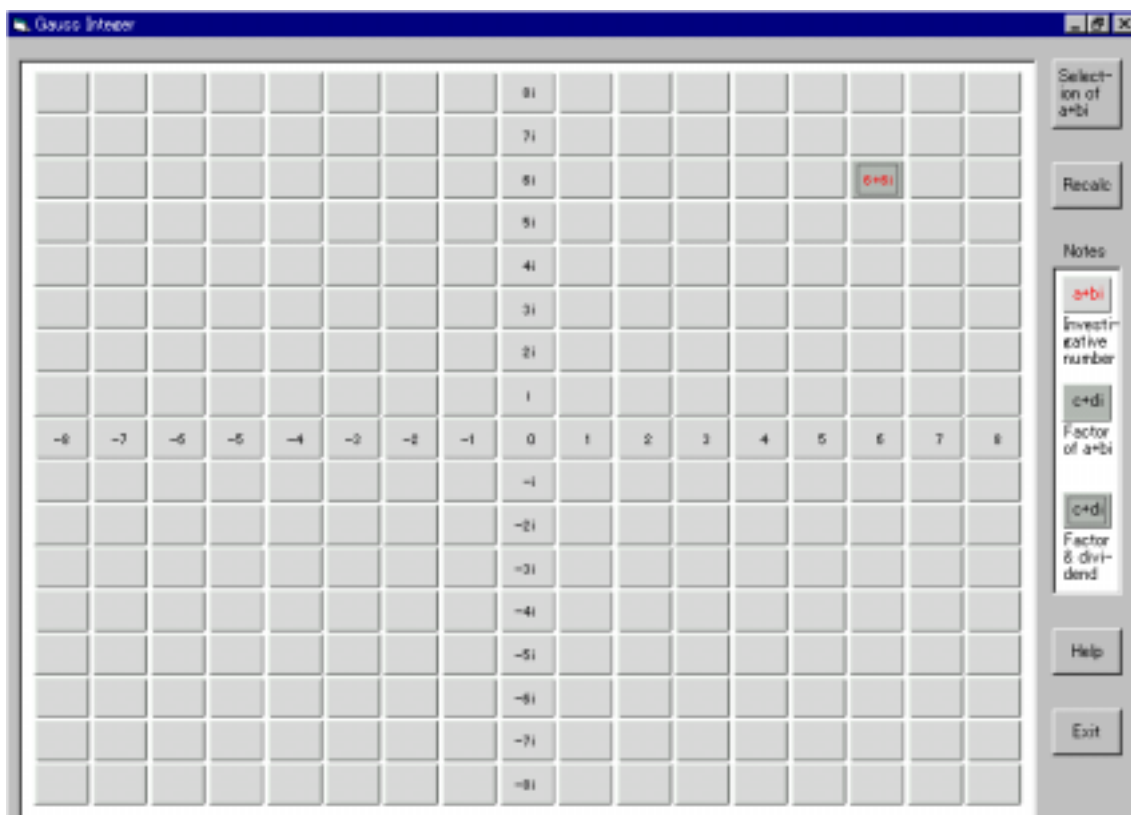 Gauss Integer
8i
7i
6i 6+6i
5i
4i
3i
2i
i
-8 -7 -6 -5 -4 -3 -2 -1 0 1 2 3 4 5 6 7 8
-i
-2i
-3i
-4i
-5i
-6i
-7i
-8i
Select-
ion of
a+bi
Recalc
Notes
a+bi
Investi-
gative
number
c+di
Factor
of a+bi
c+di
Factor
& divi-
dend
Help
Exit